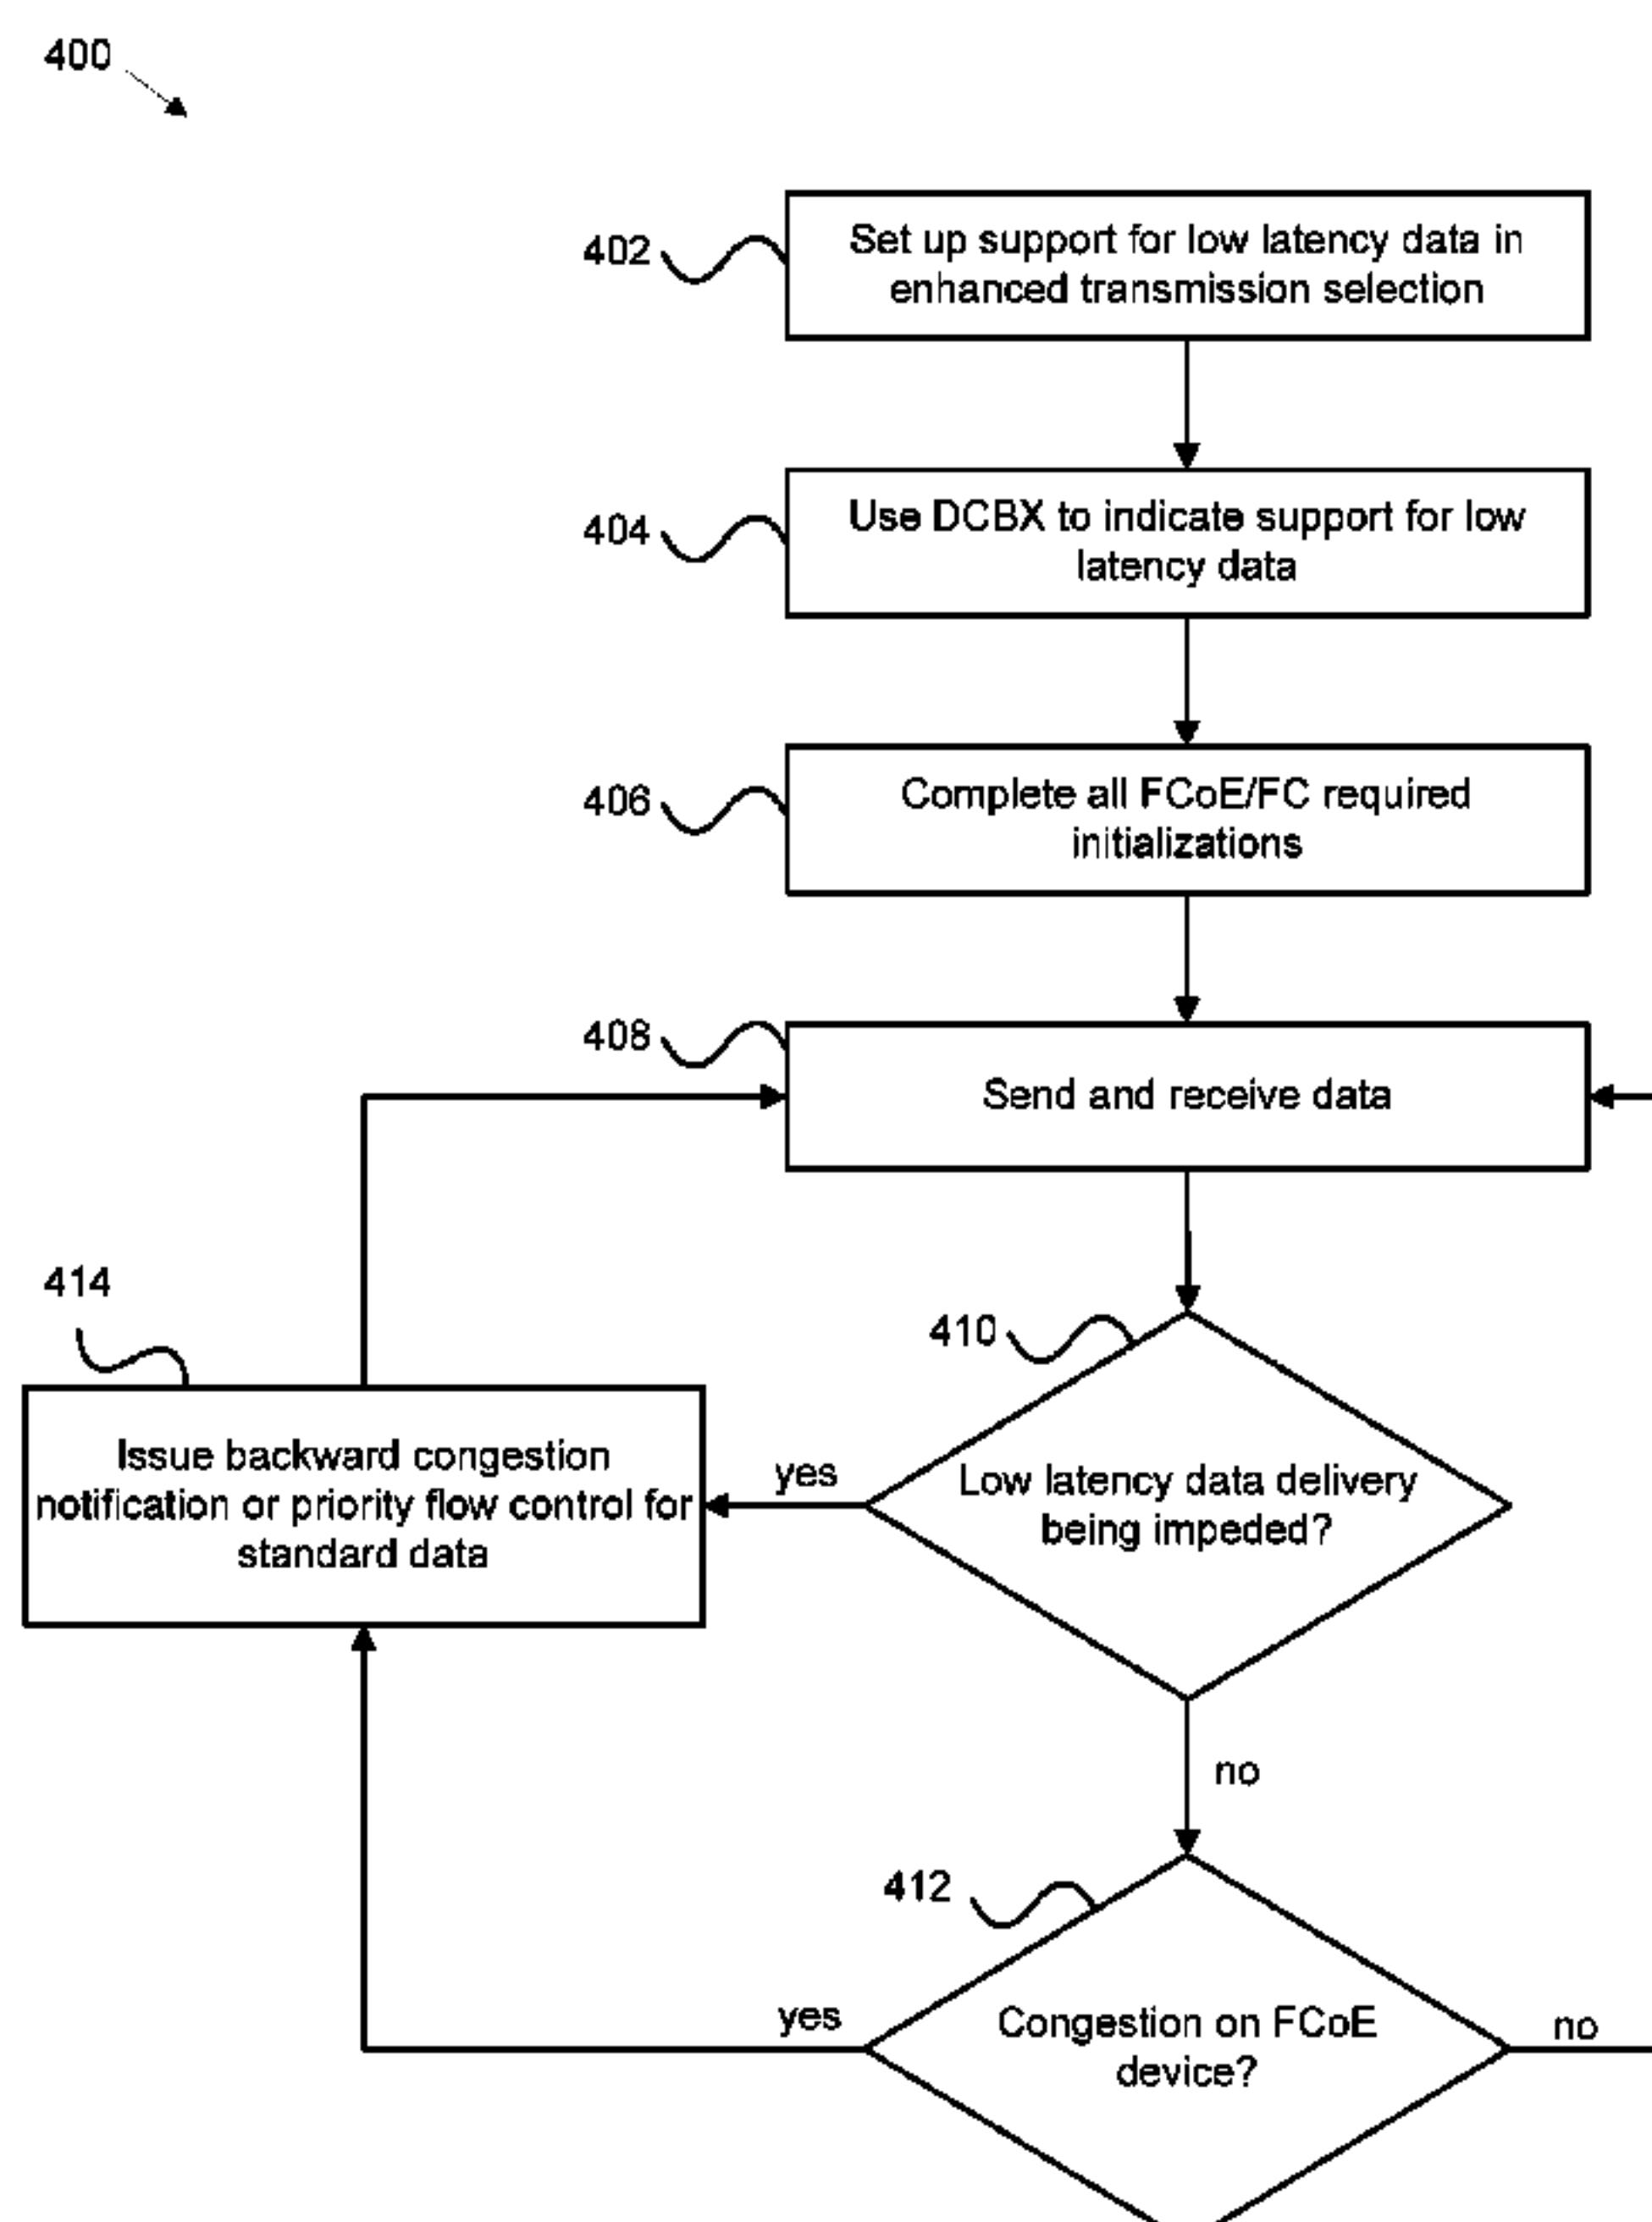 400
402
Set up support for low latency data in
enhanced transmission selection
404
Use DCBX to indicate support for low
latency data
406
Complete all FCoE/FC required
initializations
408
Send and receive data
414
410
Issue backward congestion
notification or priority flow control for
standard data
yes
Low latency data delivery
being impeded?
no
412
yes
Congestion on FCoE
device?
no